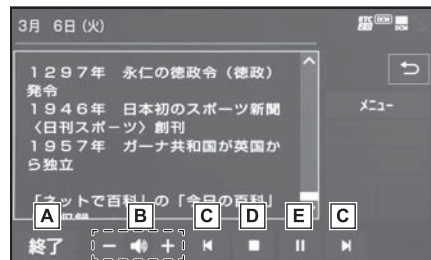 3月 6日(火)
ETC DCM
1297年 永仁の徳政令(徳政)
発令
1946年 日本初のスポーツ新聞
〈日刊スポーツ〉創刊
1957年 ガーナ共和国が英国か
ら独立
「ネットで百科」の「今日の百科」
メニュー
A B C D E C
終了